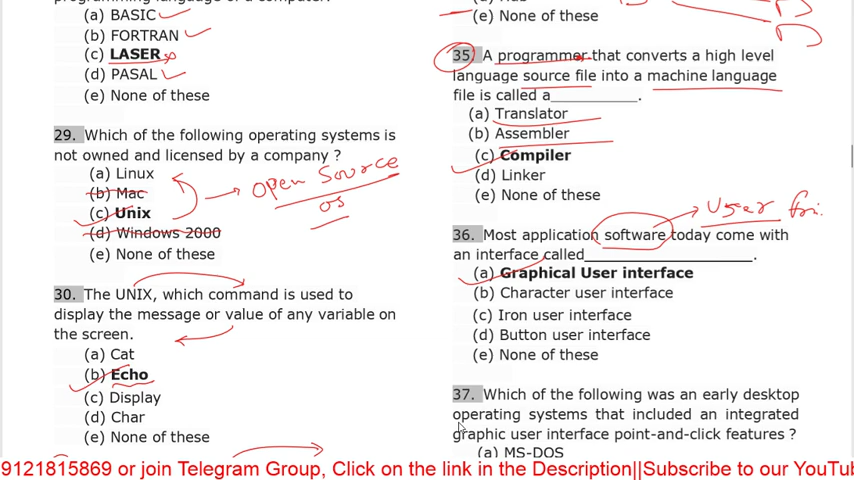 programming language of a computer?
(a) BASIC
(b) FORTRAN
(c) LASER
(d) PASAL
(e) None of these
29. Which of the following operating systems is
not owned and licensed by a company ?
(a) Linux
(b) Mac
(c) Unix
(d) Windows 2000
(e) None of these
open Source
os
30. The UNIX, which command is used to
display the message or value of any variable on
the screen.
(a) Cat
(b) Echo
(c) Display
(d) Char
(e) None of these
(e) None of these
35. A programmer that converts a high level
language source file into a machine language
file is called a__________.
(a) Translator
(b) Assembler
(c) Compiler
(d) Linker
(e) None of these
User fri
36. Most application software today come with
an interface called____________________.
(a) Graphical User interface
(b) Character user interface
(c) Iron user interface
(d) Button user interface
(e) None of these
37. Which of the following was an early desktop
operating systems that included an integrated
graphic user interface point-and-click features ?
(a) MS-DOS
9121815869 or join Telegram Group, Click on the link in the Description||Subscribe to our YouTub